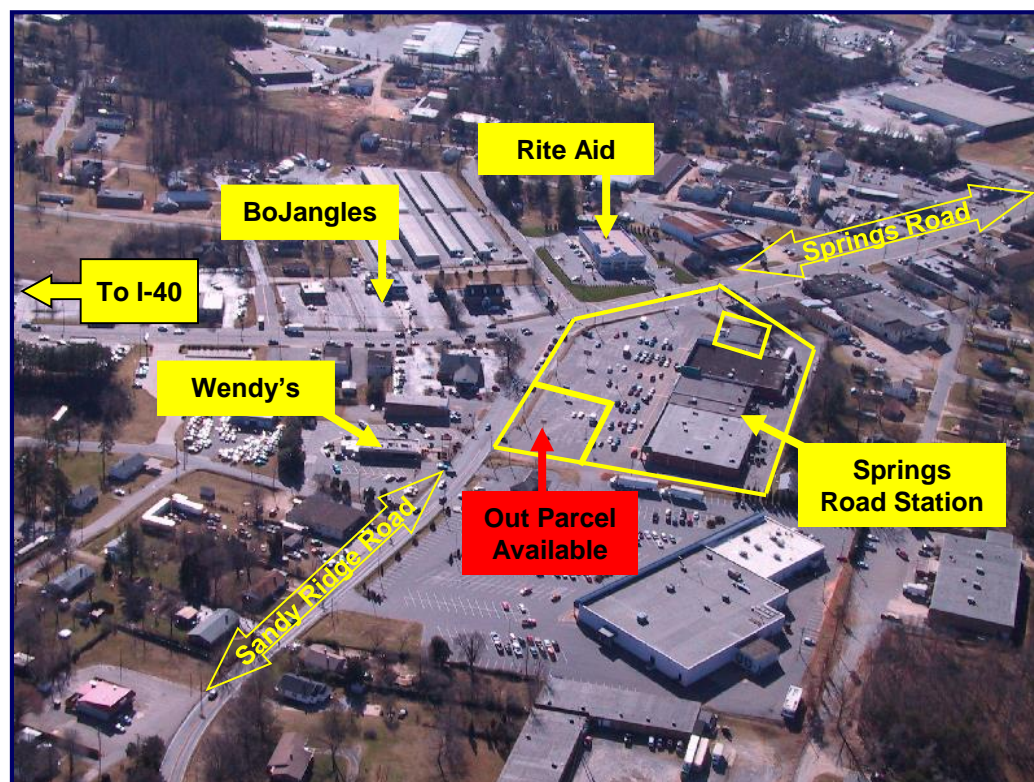 Rite Aid
BoJangles
Springs Road
To I-40
Wendy's
Springs
Road Station
Out Parcel
Available
Sandy Ridge Road